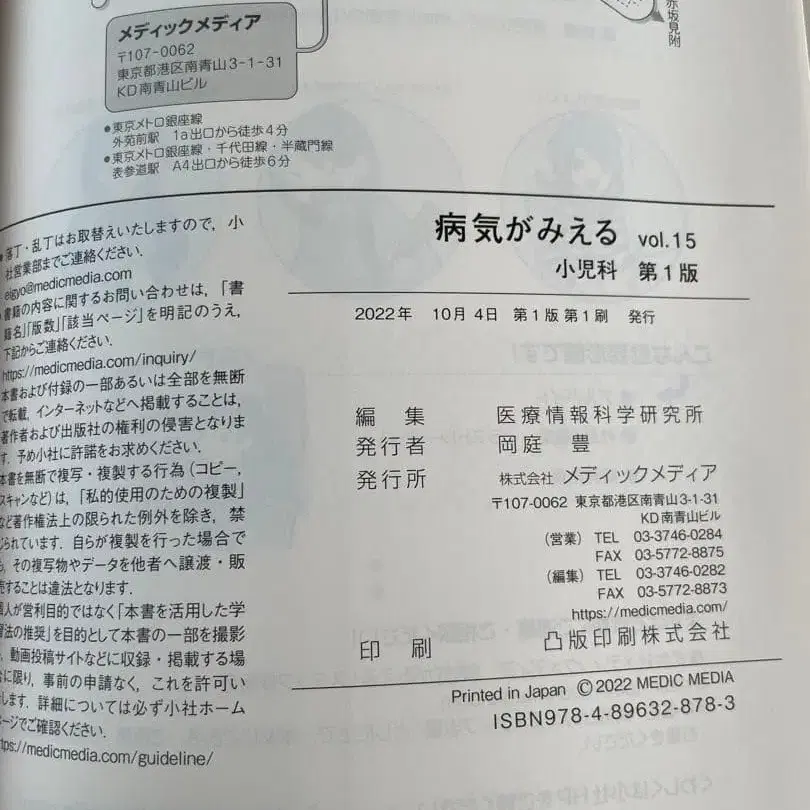 赤坂見附
メディックメディア
〒107-0062
東京都港区南青山3-1-31
KD南青山ビル
●東京メトロ銀座線
外苑前駅 1a出口から徒歩4分
●東京メトロ銀座線・千代田線・半蔵門線
表参道駅 A4出口から徒歩6分
●落丁・乱丁はお取替えいたしますので，小
社営業部までご連絡ください．
eigyo@medicmedia.com
書籍の内容に関するお問い合わせは，「書
籍名」「版数」「該当ページ」を明記のうえ，
下記からご連絡ください．
https://medicmedia.com/inquiry/
本書および付録の一部あるいは全部を無断
で転載，インターネットなどへ掲載することは，
著作者および出版社の権利の侵害となりま
す．予め小社に許諾をお求めください．
本書を無断で複写・複製する行為（コピー，
スキャンなど）は，「私的使用のための複製」
など著作権法上の限られた例外を除き，禁
じられています．自らが複製を行った場合で
も，その複写物やデータを他者へ譲渡・販
売することは違法となります．
個人が営利目的ではなく「本書を活用した学
習法の推奨」を目的として本書の一部を撮影
し，動画投稿サイトなどに収録・掲載する場
合に限り，事前の申請なく，これを許可い
たします．詳細については必ず小社ホーム
ページでご確認ください．
https://medicmedia.com/guideline/
病気がみえる vol.15
小児科 第1版
2022年 10月 4日 第1版 第1刷 発行
編 集 医療情報科学研究所
発行者 岡庭 豊
発行所 株式会社 メディックメディア
〒107-0062 東京都港区南青山3-1-31
KD南青山ビル
（営業） TEL 03-3746-0284
FAX 03-5772-8875
（編集） TEL 03-3746-0282
FAX 03-5772-8873
https://medicmedia.com/
印 刷 凸版印刷株式会社
Printed in Japan ©2022 MEDIC MEDIA
ISBN978-4-89632-878-3